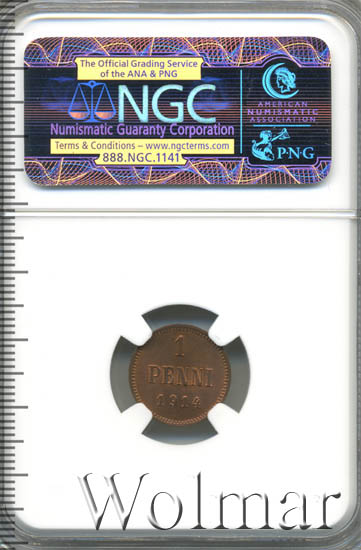 The Official Grading Service
of the ANA & PNG
NGC
Numismatic Guaranty Corporation
Terms & Conditions – www.ngcterms.com
888.NGC.1141
AMERICAN
NUMISMATIC
ASSOCIATION
P·N·G
1
PENNI
1914
Wolmar